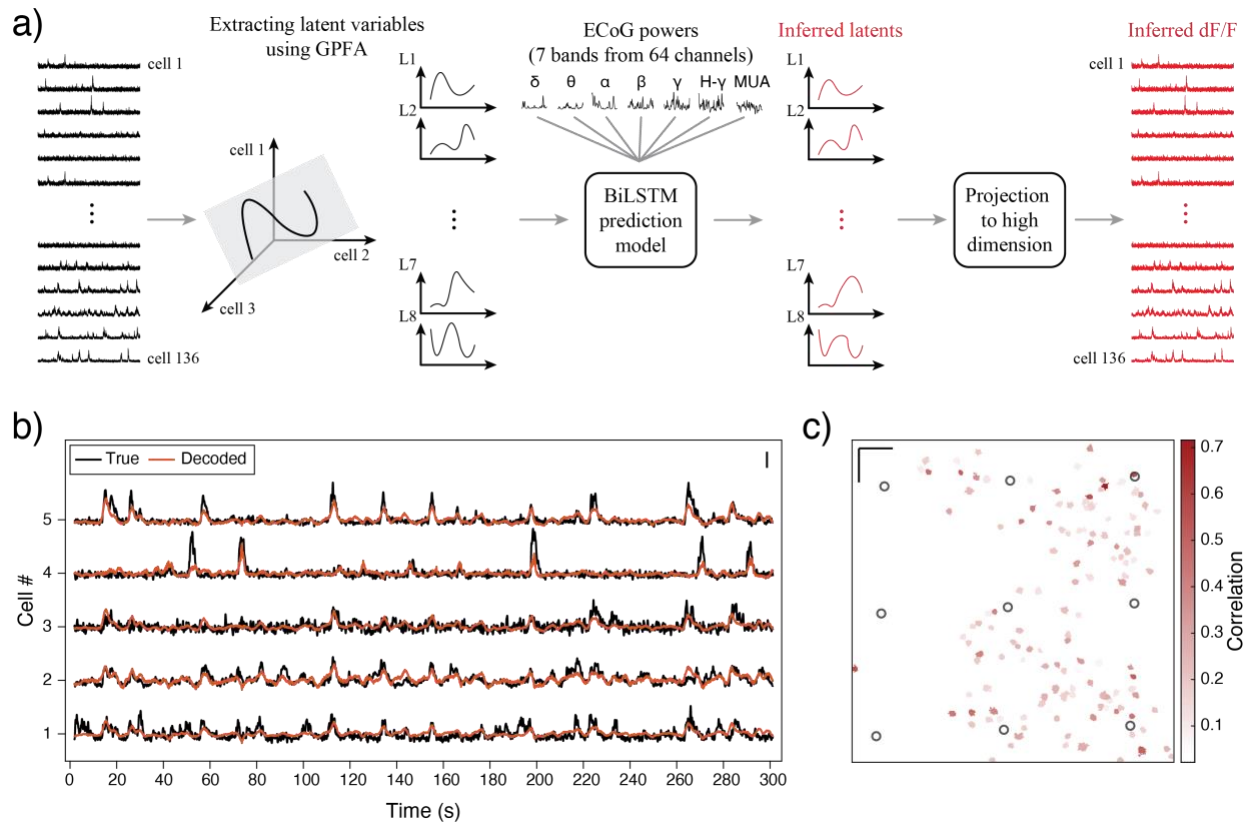 a)
Extracting latent variables
using GPFA
cell 1
cell 136
cell 1
cell 2
cell 3
L1
L2
L7
L8
ECoG powers
(7 bands from 64 channels)
δ θ α β γ H-γ MUA
BiLSTM
prediction
model
Inferred latents
L1
L2
L7
L8
Projection
to high
dimension
Inferred dF/F
cell 1
cell 136
b)
True Decoded
Cell #
5
4
3
2
1
0 20 40 60 80 100 120 140 160 180 200 220 240 260 280 300
Time (s)
c)
0.7
0.6
0.5
0.4
0.3
0.2
0.1
Correlation